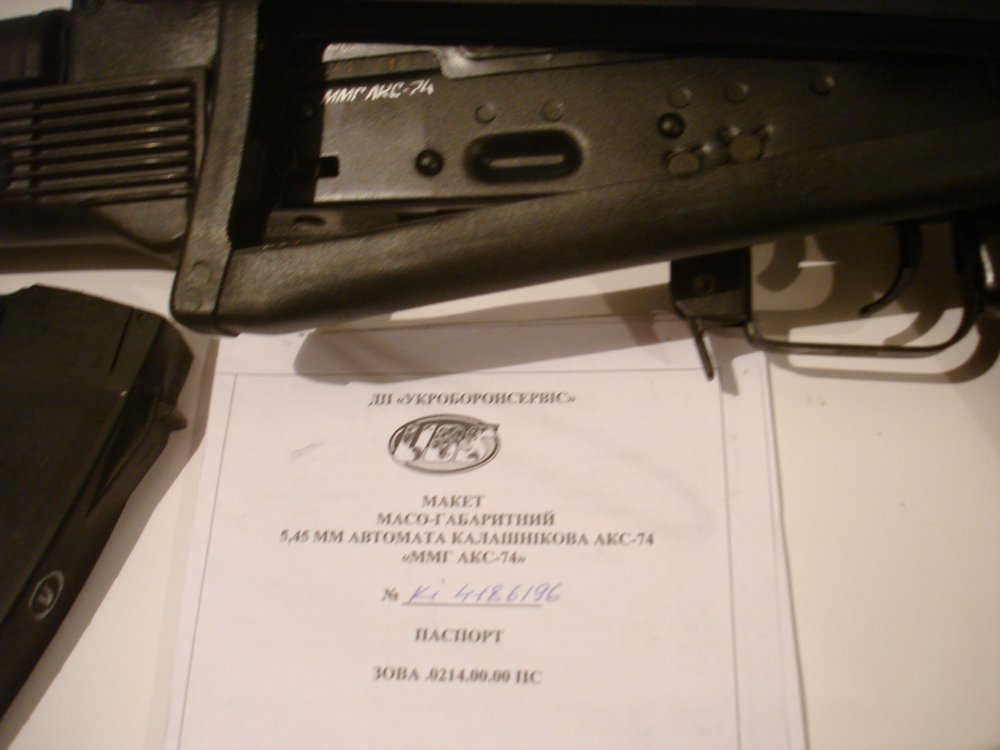 ММГ АКС-74
ДП «УКРОБОРОНСЕРВІС»
МАКЕТ
МАСО-ГАБАРИТНИЙ
5,45 ММ АВТОМАТА КАЛАШНІКОВА АКС-74
«ММГ АКС-74»
№ Кі 4186196
ПАСПОРТ
ЗОВА .0214.00.00 ПС